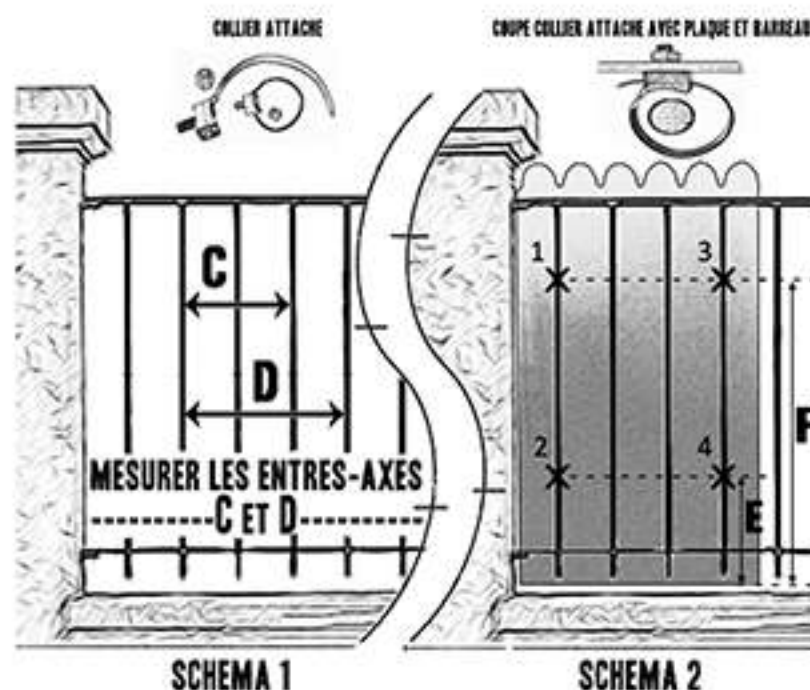 COLLIER ATTACHE
COUPE COLLIER ATTACHE AVEC PLAQUE ET BARREAU
C
D
MESURER LES ENTRES-AXES
C ET D
SCHEMA 1
1
3
2
4
E
F
SCHEMA 2